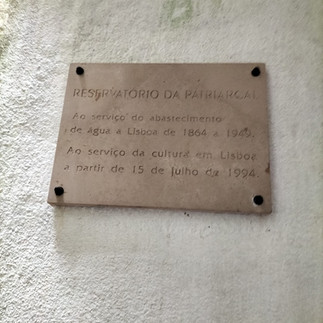 RESERVATÓRIO DA PATRIARCAL
Ao serviço do abastecimento
de água a Lisboa de 1864 a 1949.
Ao serviço da cultura em Lisboa
a partir de 15 de Julho de 1994.